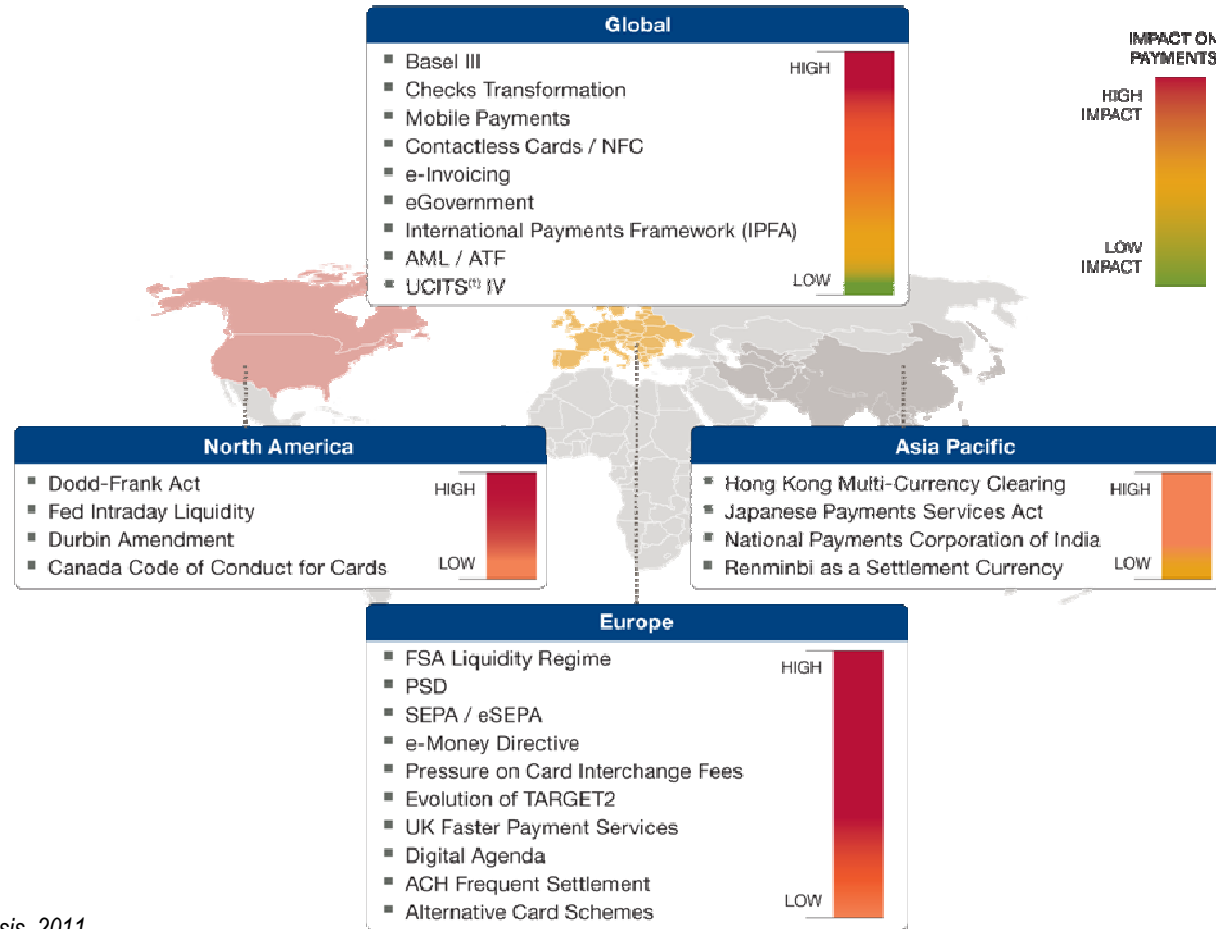 Global
▪ Basel III
▪ Checks Transformation
▪ Mobile Payments
▪ Contactless Cards / NFC
▪ e-Invoicing
▪ eGovernment
▪ International Payments Framework (IPFA)
▪ AML / ATF
▪ UCITS(1) IV
HIGH
LOW
IMPACT ON
PAYMENTS
HIGH
IMPACT
LOW
IMPACT
North America
▪ Dodd-Frank Act
▪ Fed Intraday Liquidity
▪ Durbin Amendment
▪ Canada Code of Conduct for Cards
HIGH
LOW
Asia Pacific
▪ Hong Kong Multi-Currency Clearing
▪ Japanese Payments Services Act
▪ National Payments Corporation of India
▪ Renminbi as a Settlement Currency
HIGH
LOW
Europe
▪ FSA Liquidity Regime
▪ PSD
▪ SEPA / eSEPA
▪ e-Money Directive
▪ Pressure on Card Interchange Fees
▪ Evolution of TARGET2
▪ UK Faster Payment Services
▪ Digital Agenda
▪ ACH Frequent Settlement
▪ Alternative Card Schemes
HIGH
LOW
sis, 2011